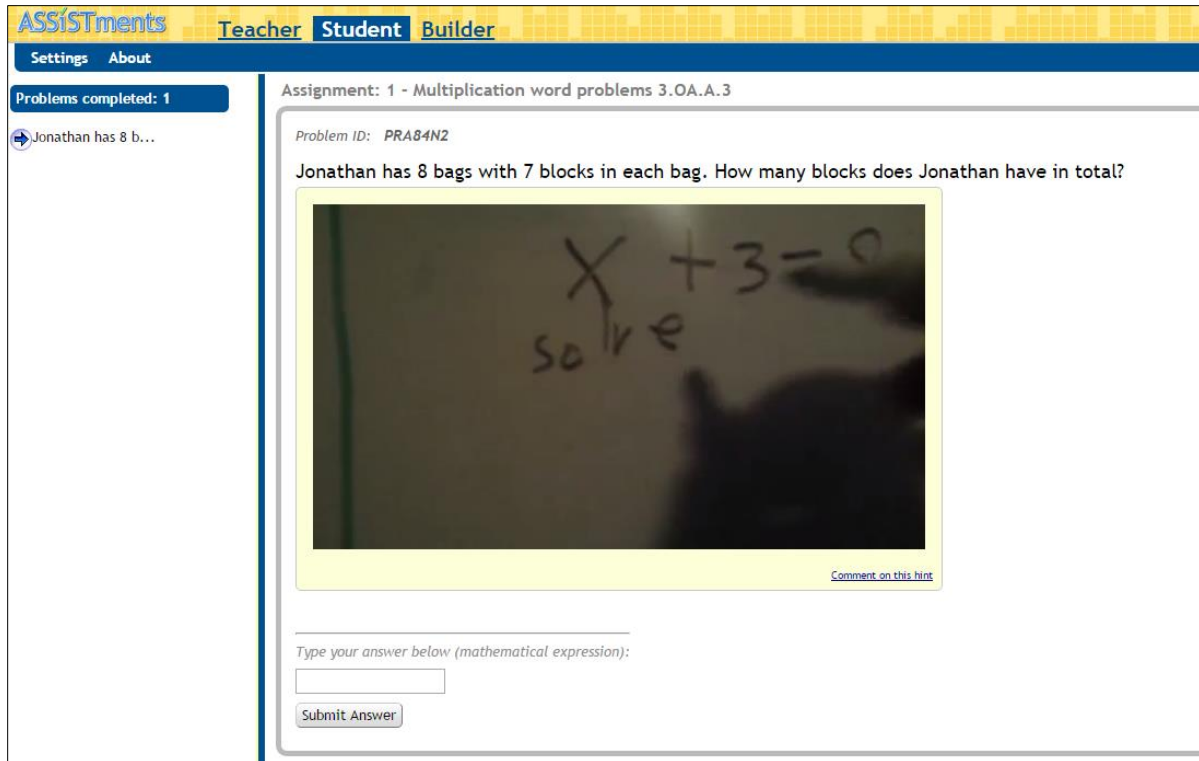 ASSiSTments
Teacher Student Builder
Settings About
Problems completed: 1
Jonathan has 8 b...
Assignment: 1 - Multiplication word problems 3.OA.A.3
Problem ID: PRA84N2
Jonathan has 8 bags with 7 blocks in each bag. How many blocks does Jonathan have in total?
X + 3 =
solve
Comment on this hint
Type your answer below (mathematical expression):
Submit Answer